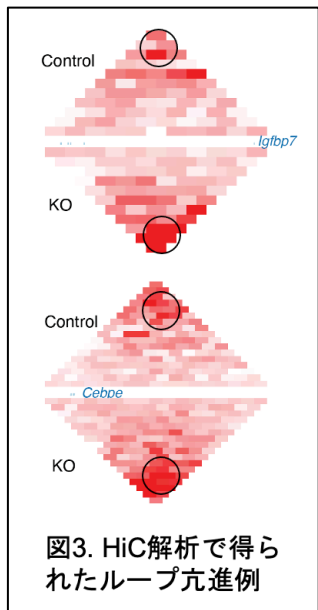 Control
Igfbp7
KO
Control
Cebpe
KO
図3. HiC解析で得ら
れたループ亢進例